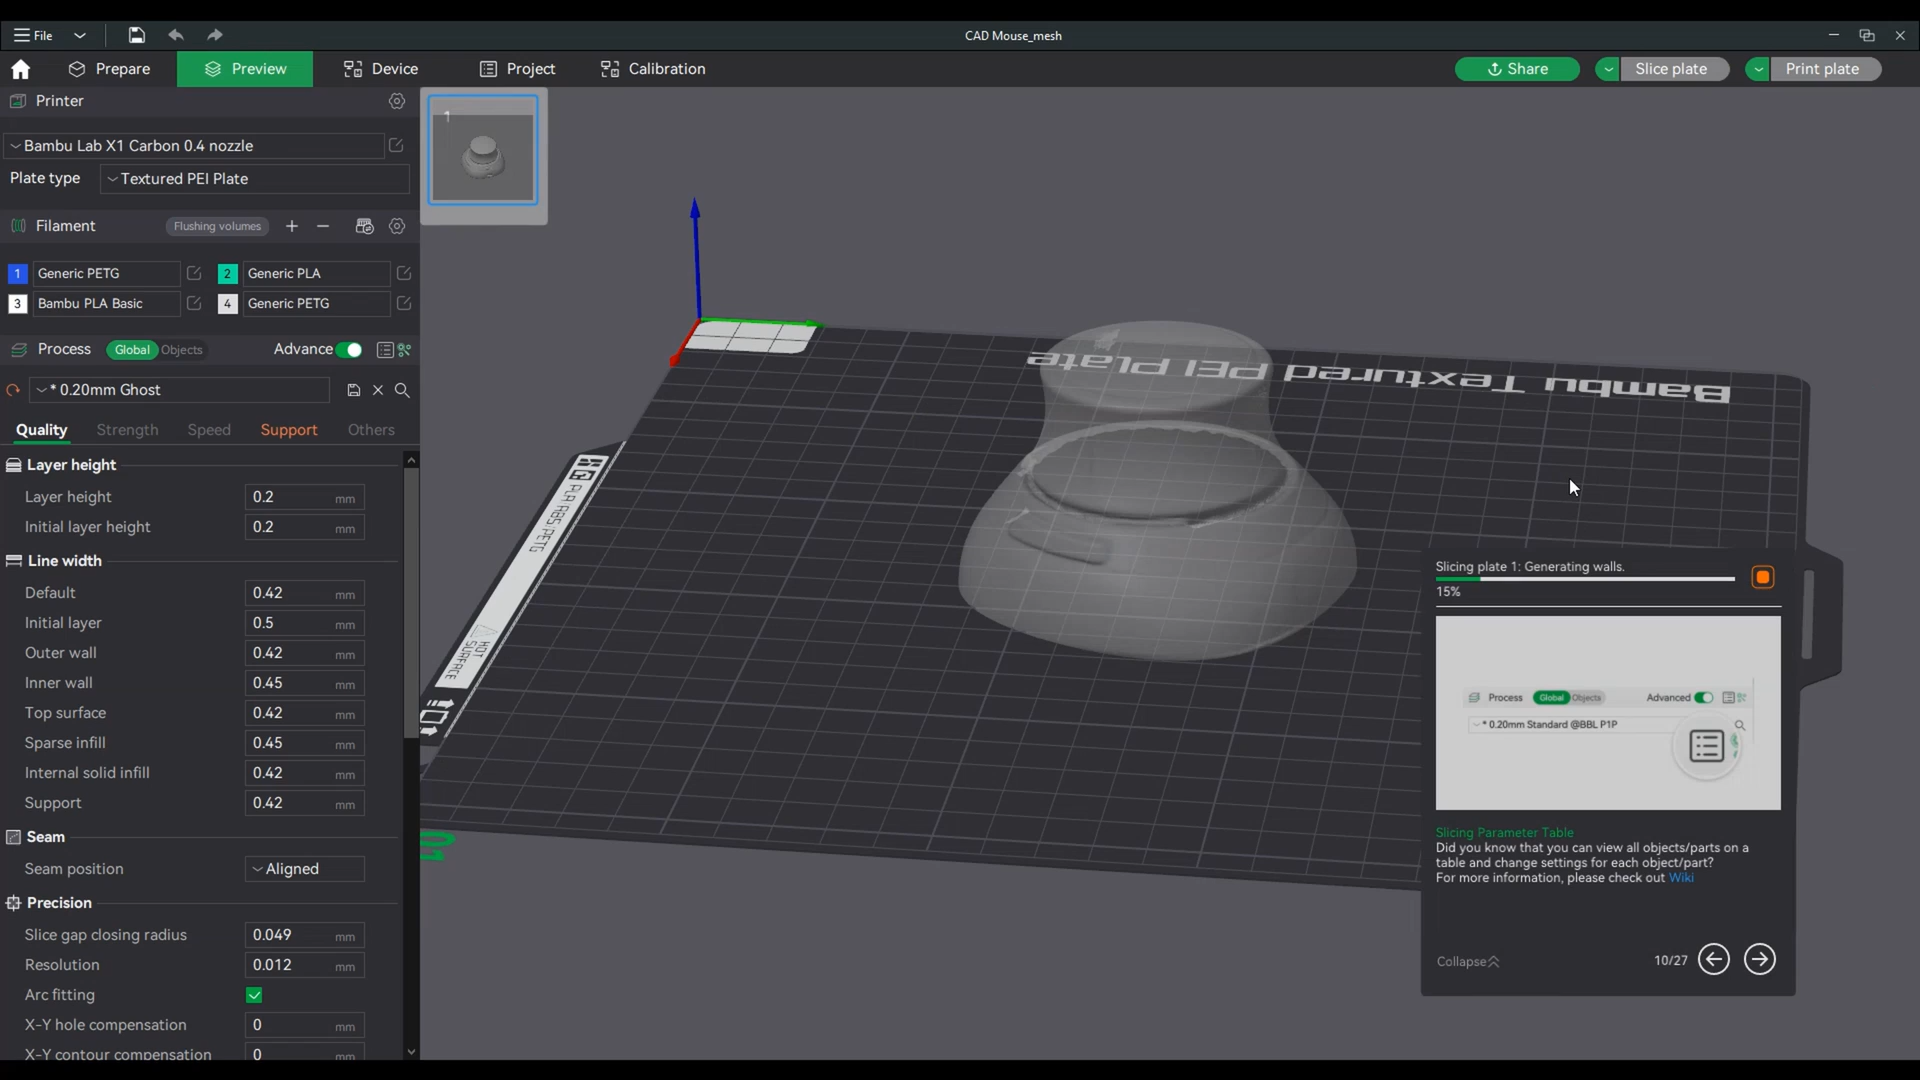 File
CAD Mouse_mesh
Prepare
Preview
Device
Project
Calibration
Share
Slice plate
Print plate
Printer
Bambu Lab X1 Carbon 0.4 nozzle
Plate type
Textured PEI Plate
Filament
Flushing volumes
1 Generic PETG
2 Generic PLA
3 Bambu PLA Basic
4 Generic PETG
Process
Global
Objects
Advance
* 0.20mm Ghost
Quality
Strength
Speed
Support
Others
Layer height
Layer height 0.2 mm
Initial layer height 0.2 mm
Line width
Default 0.42 mm
Initial layer 0.5 mm
Outer wall 0.42 mm
Inner wall 0.45 mm
Top surface 0.42 mm
Sparse infill 0.45 mm
Internal solid infill 0.42 mm
Support 0.42 mm
Seam
Seam position Aligned
Precision
Slice gap closing radius 0.049 mm
Resolution 0.012 mm
Arc fitting
X-Y hole compensation 0 mm
X-Y contour compensation 0 mm
1
Bambu Textured PEI Plate
PLA/ABS/PETG
HOT
SURFACE
Slicing plate 1: Generating walls.
15%
Process
Global
Objects
Advanced
* 0.20mm Standard @BBL P1P
Slicing Parameter Table
Did you know that you can view all objects/parts on a
table and change settings for each object/part?
For more information, please check out Wiki
Collapse
10/27